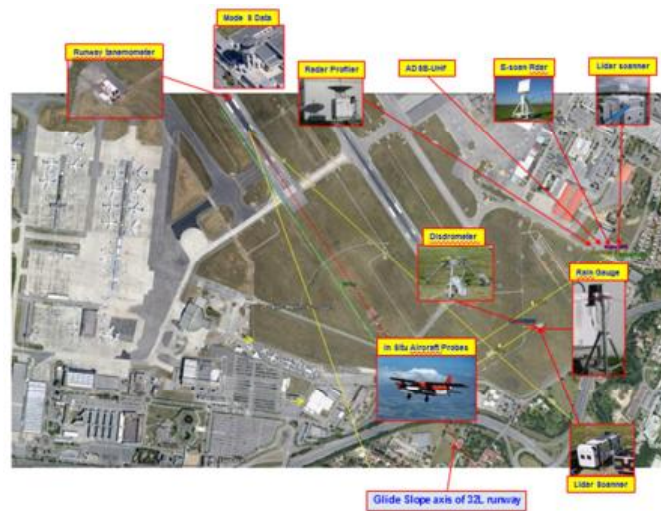 Mode S Data
Runway tanemometer
Radar Profiler
ADSB-UHF
E-scan Rdar
Lidar scanner
Disdrometer
Rain Gauge
In Situ Aircraft Probes
Lidar Scanner
Glide Slope axis of 32L runway